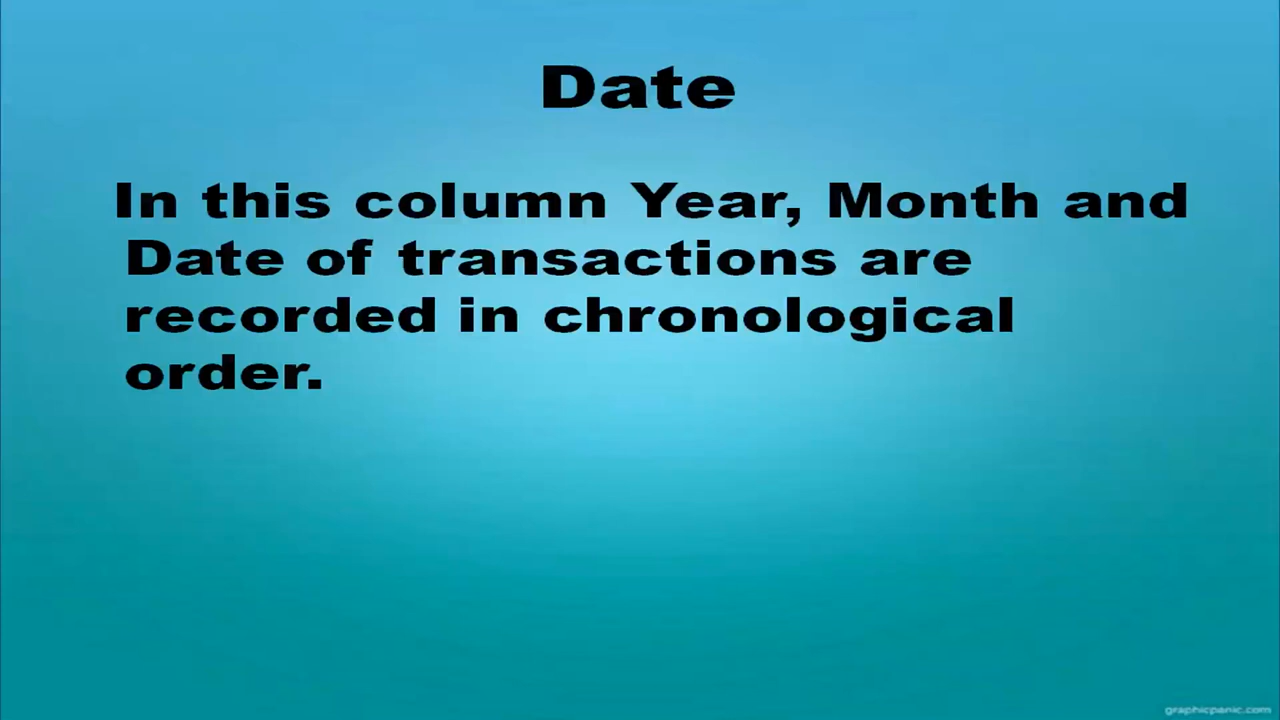 Date
In this column Year, Month and
Date of transactions are
recorded in chronological
order.
graphicpanic.com